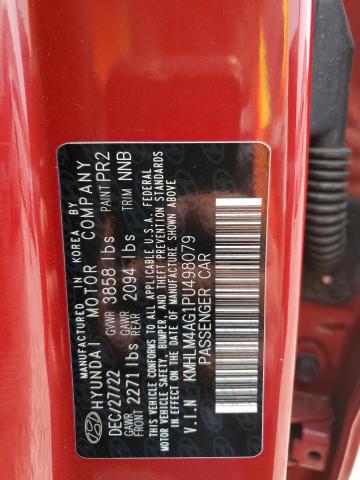 MANUFACTURED IN KOREA BY
HYUNDAI MOTOR COMPANY
DEC/27/22 GVWR 3858 lbs PAINT PR2
GAWR FRONT 2271 lbs GAWR REAR 2094 lbs TRIM NNB
THIS VEHICLE CONFORMS TO ALL APPLICABLE U.S.A. FEDERAL
MOTOR VEHICLE SAFETY, BUMPER, AND THEFT PREVENTION STANDARDS
IN EFFECT ON THE DATE OF MANUFACTURE SHOWN ABOVE
V.I.N KMHLM4AG1PU498079
PASSENGER CAR